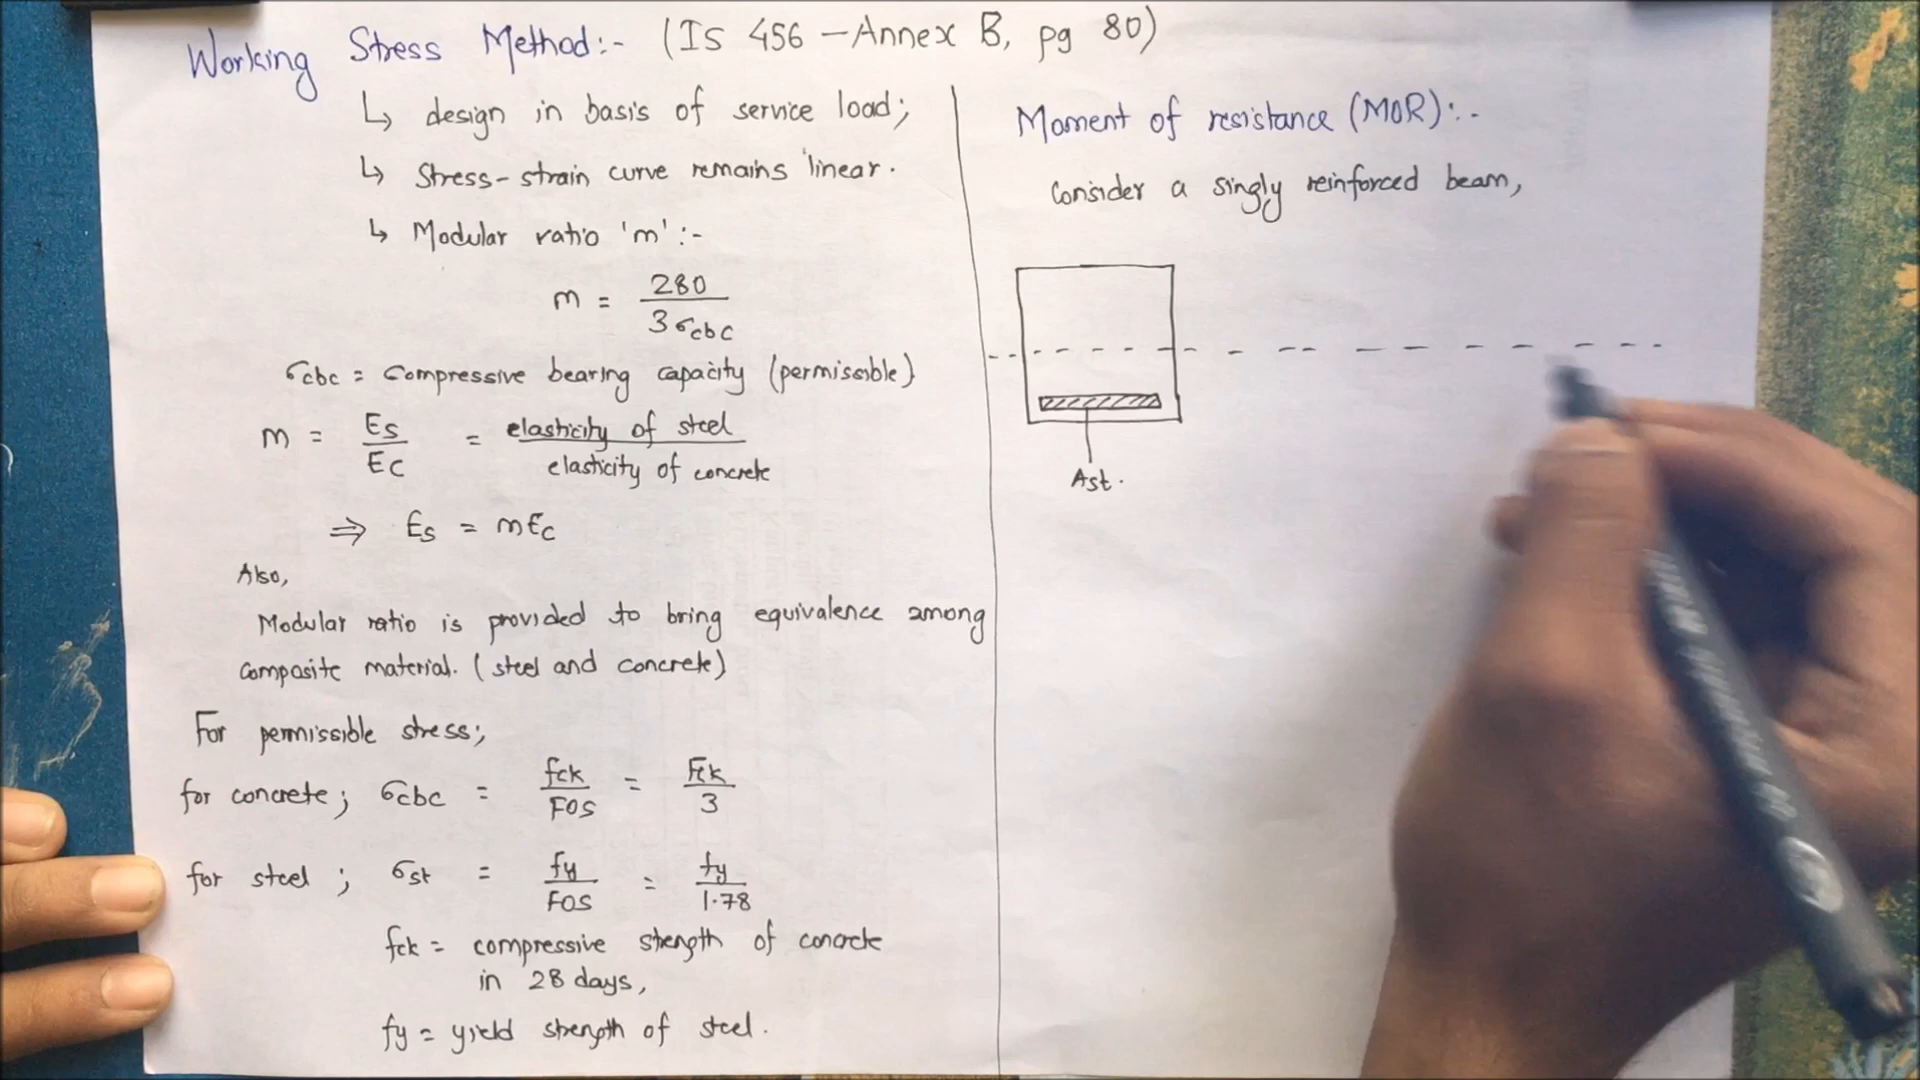 Working Stress Method:- (IS 456 – Annex B, pg 80)
↳ design in basis of service load;
↳ Stress-strain curve remains linear.
↳ Modular ratio 'm':-
m = 280 / 3σcbc
σcbc = Compressive bearing capacity (permissible)
m = Es / Ec = elasticity of steel / elasticity of concrete
⇒ Es = mEc
Also,
Modular ratio is provided to bring equivalence among
composite material. (steel and concrete)
For permissible stress;
for concrete; σcbc = fck / FOS = Fck / 3
for steel; σst = fy / FOS = fy / 1.78
fck = compressive strength of concrete
in 28 days,
fy = yield strength of steel.
Moment of resistance (MOR):-
Consider a singly reinforced beam,
Ast.